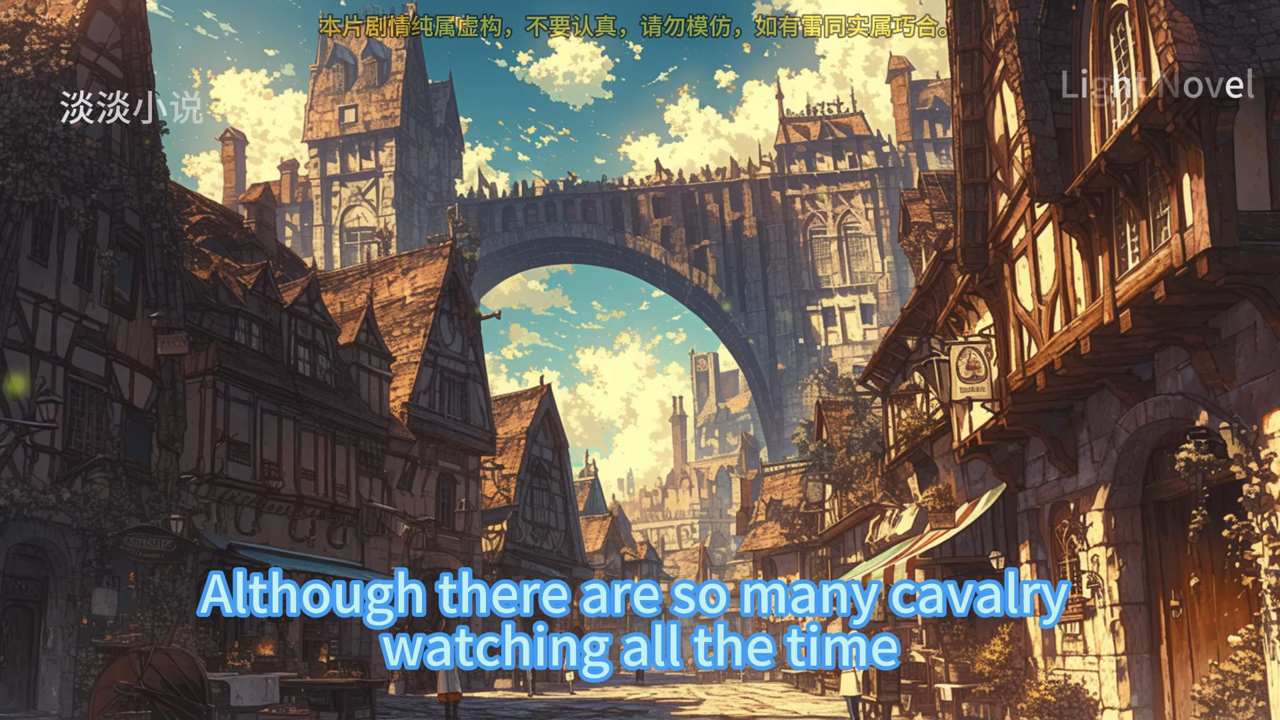 本片剧情纯属虚构，不要认真，请勿模仿，如有雷同实属巧合。
淡淡小说
Light Novel
Although there are so many cavalry
watching all the time